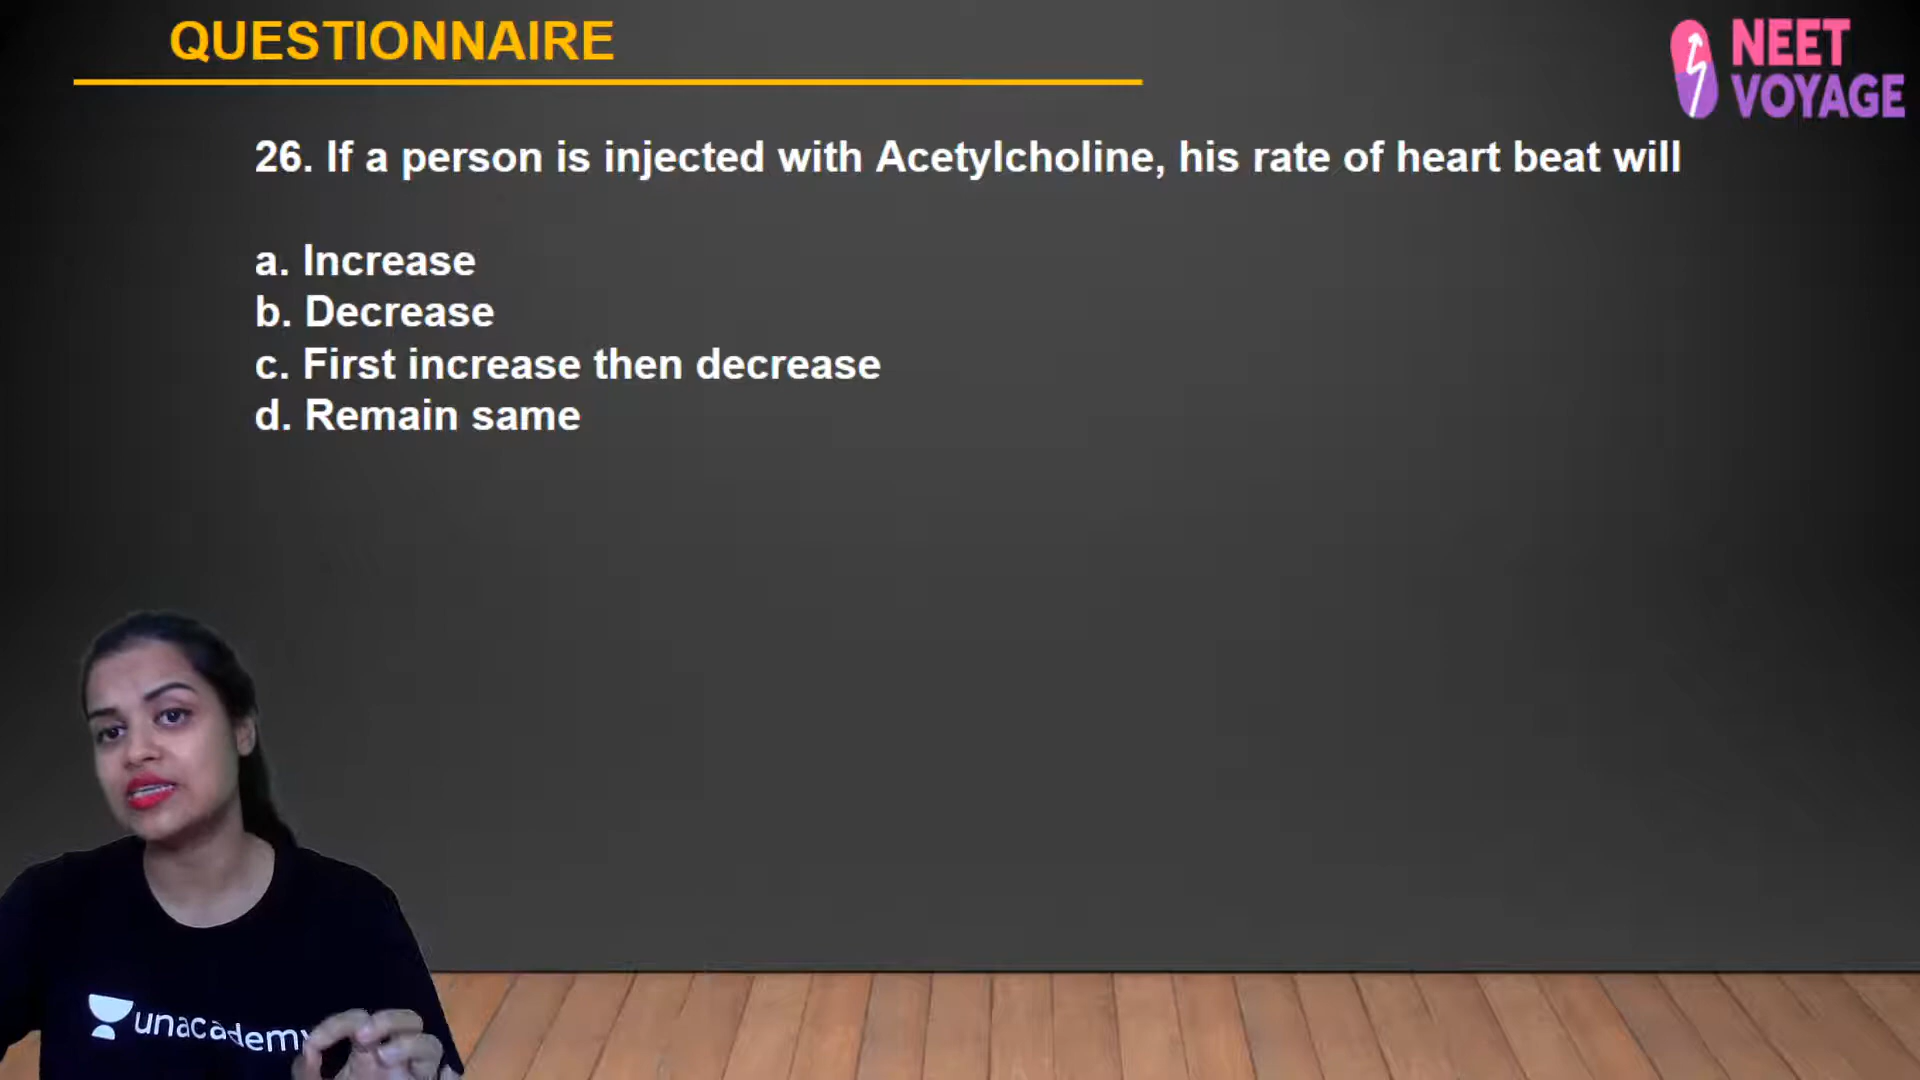 QUESTIONNAIRE
NEET
VOYAGE
26. If a person is injected with Acetylcholine, his rate of heart beat will
a. Increase
b. Decrease
c. First increase then decrease
d. Remain same
unacademy